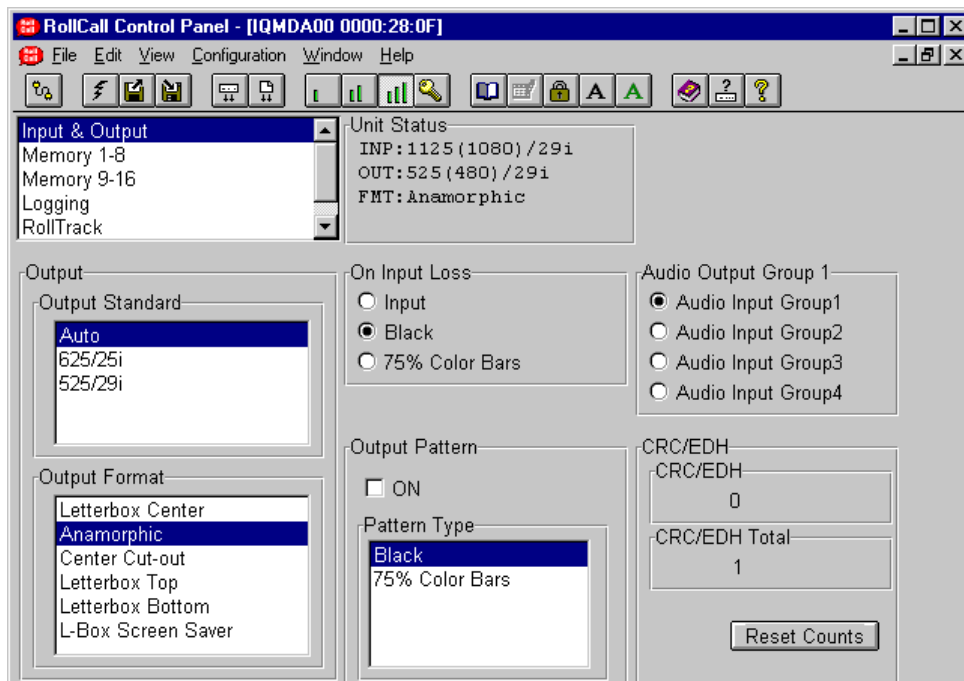 RollCall Control Panel - [IQMDA00 0000:28:0F]
File Edit View Configuration Window Help
A A
Input & Output
Memory 1-8
Memory 9-16
Logging
RollTrack
Unit Status
INP:1125(1080)/29i
OUT:525(480)/29i
FMT:Anamorphic
Output
Output Standard
Auto
625/25i
525/29i
Output Format
Letterbox Center
Anamorphic
Center Cut-out
Letterbox Top
Letterbox Bottom
L-Box Screen Saver
On Input Loss
Input
Black
75% Color Bars
Output Pattern
ON
Pattern Type
Black
75% Color Bars
Audio Output Group 1
Audio Input Group1
Audio Input Group2
Audio Input Group3
Audio Input Group4
CRC/EDH
CRC/EDH
0
CRC/EDH Total
1
Reset Counts